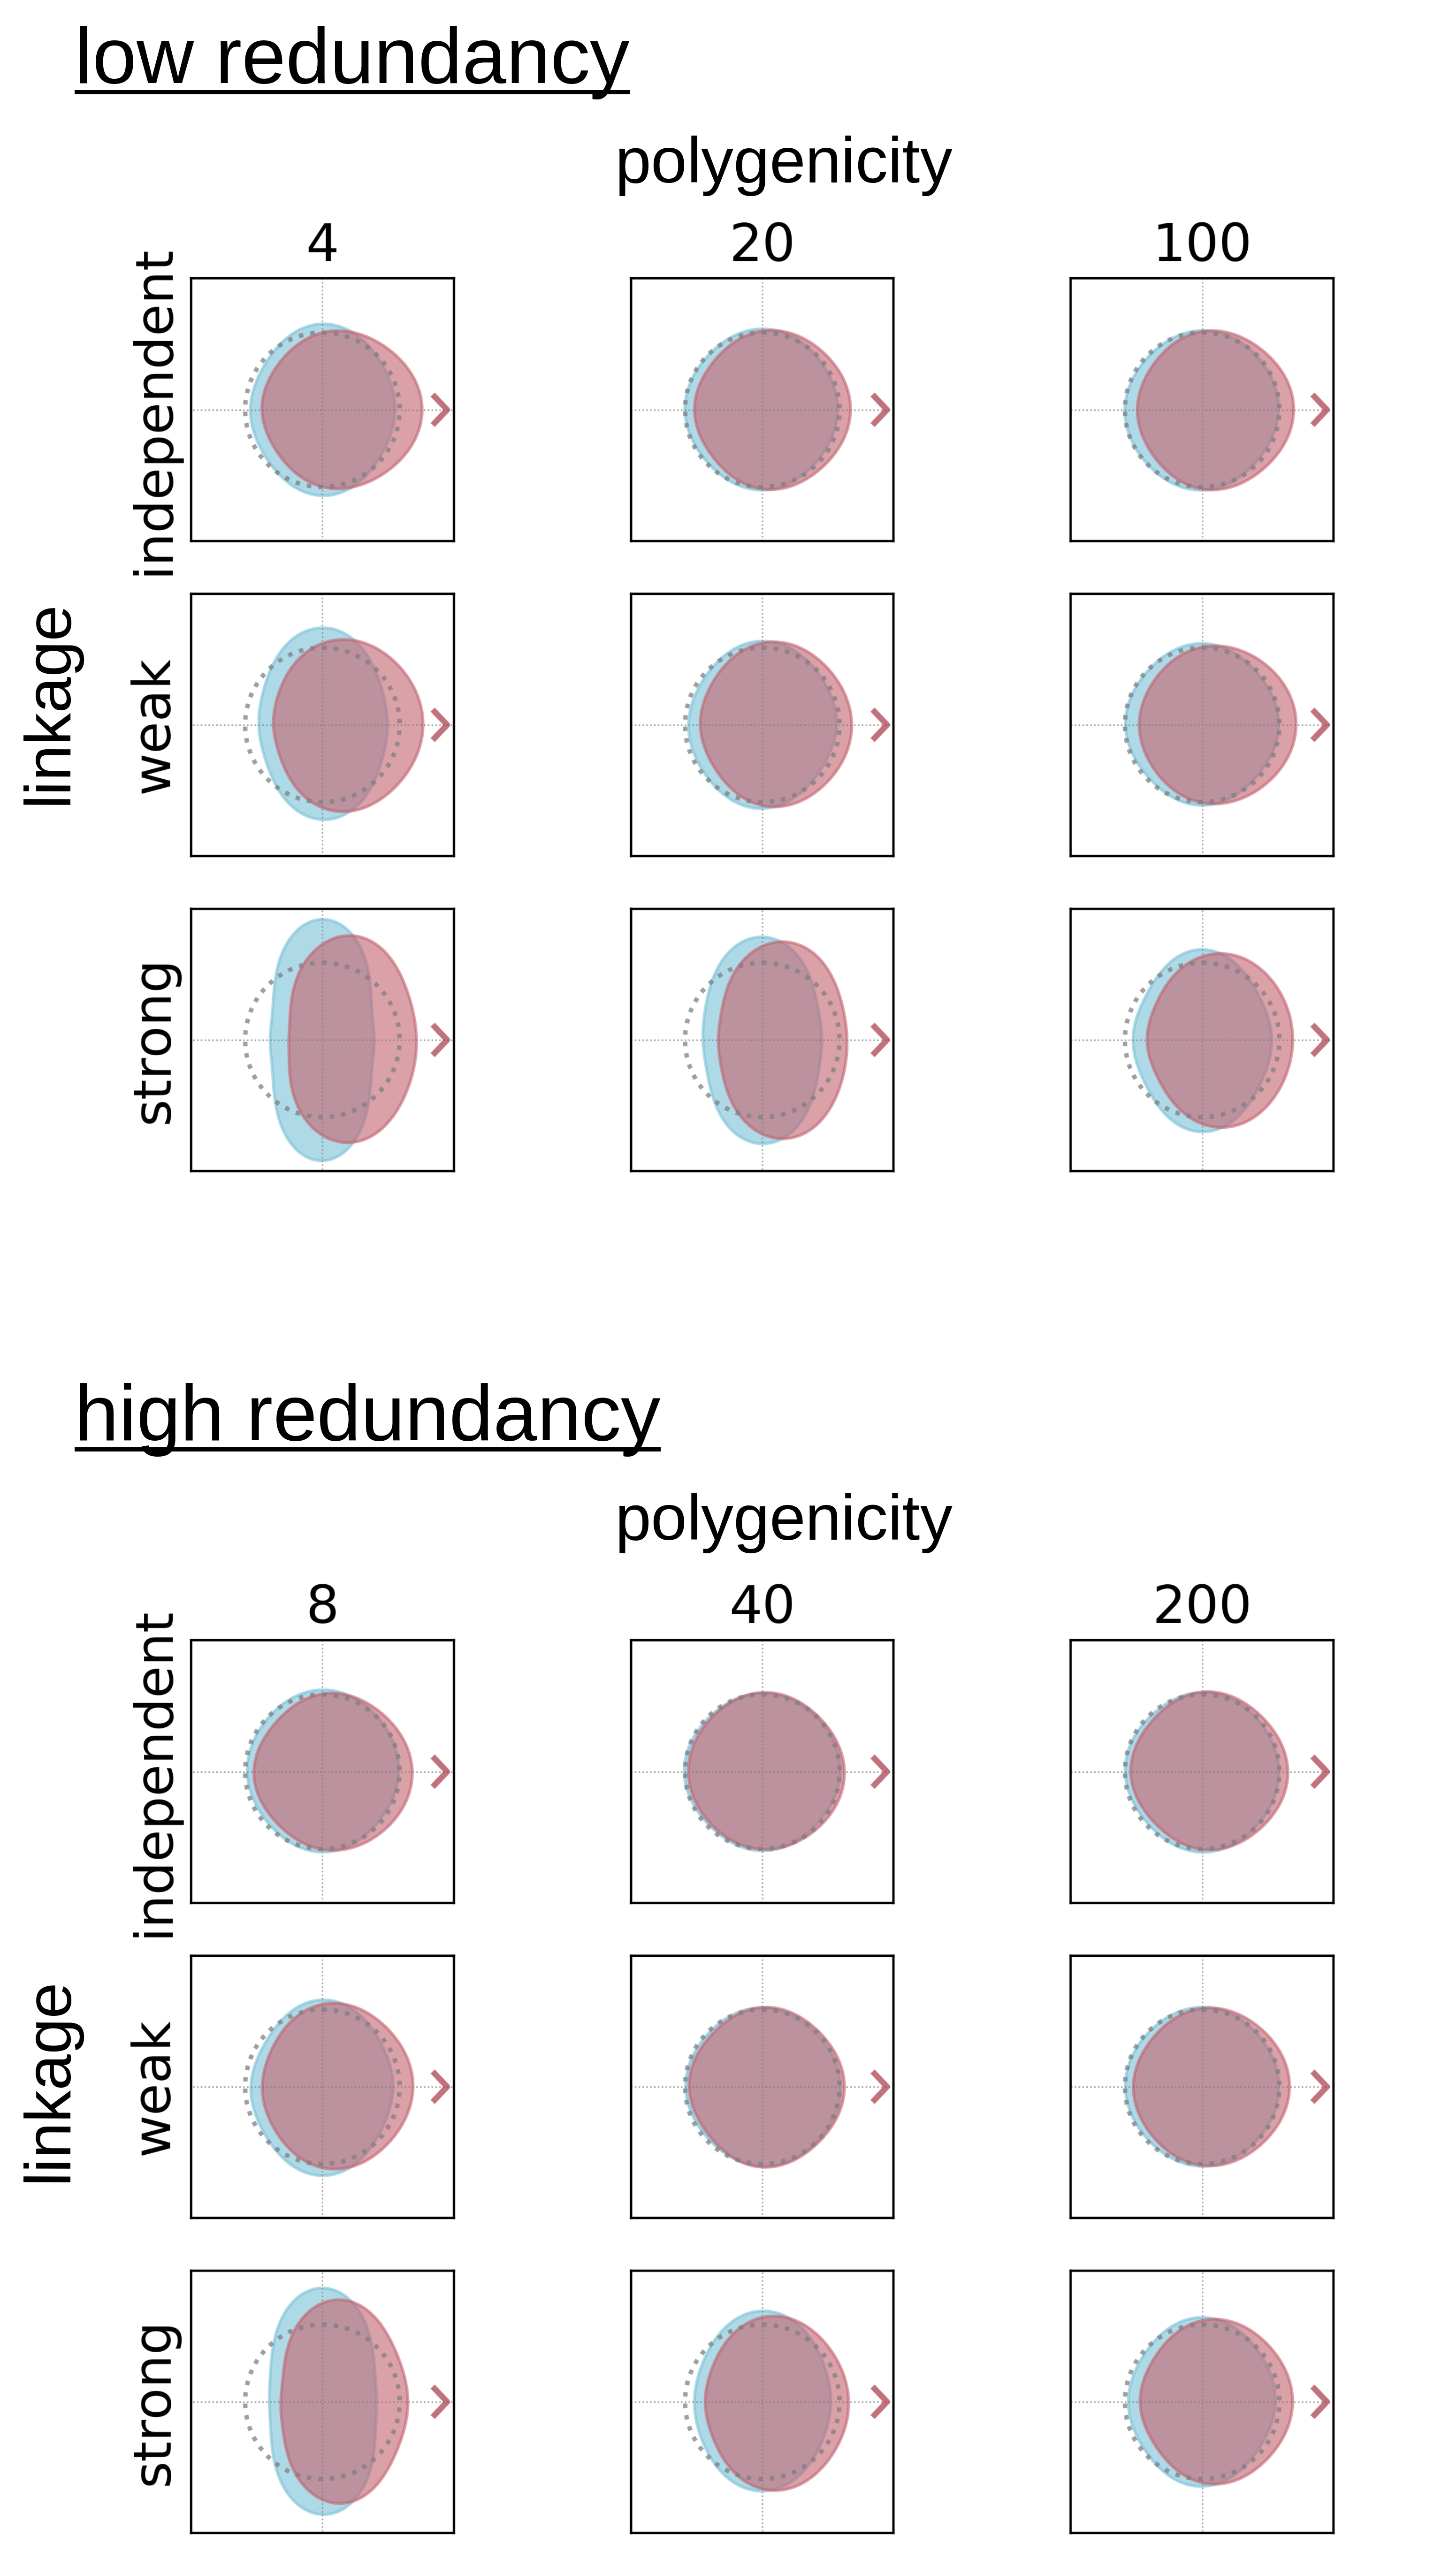 low redundancy
polygenicity
4 20 100
independent
linkage
weak
strong
high redundancy
polygenicity
8 40 200
independent
linkage
weak
strong